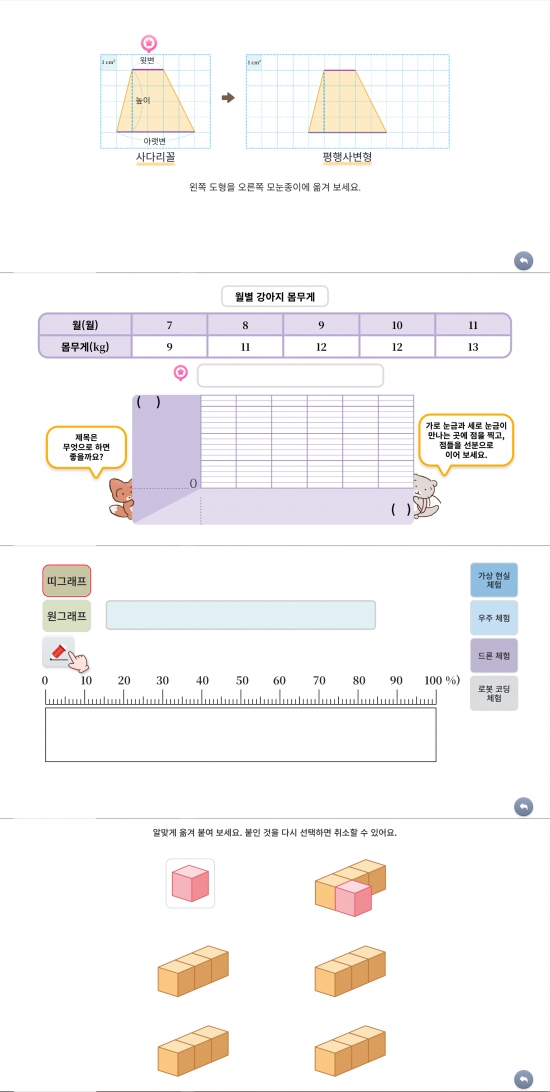 1 cm²
윗변
높이
아랫변
사다리꼴
1 cm²
평행사변형
왼쪽 도형을 오른쪽 모눈종이에 옮겨 보세요.
월별 강아지 몸무게
월(월) 7 8 9 10 11
몸무게(kg) 9 11 12 12 13
( )
제목은
무엇으로 하면
좋을까요?
가로 눈금과 세로 눈금이
만나는 곳에 점을 찍고,
점들을 선분으로
이어 보세요.
0
( )
띠그래프
원그래프
가상 현실
체험
우주 체험
드론 체험
로봇 코딩
체험
0 10 20 30 40 50 60 70 80 90 100 %)
알맞게 옮겨 붙여 보세요. 붙인 것을 다시 선택하면 취소할 수 있어요.